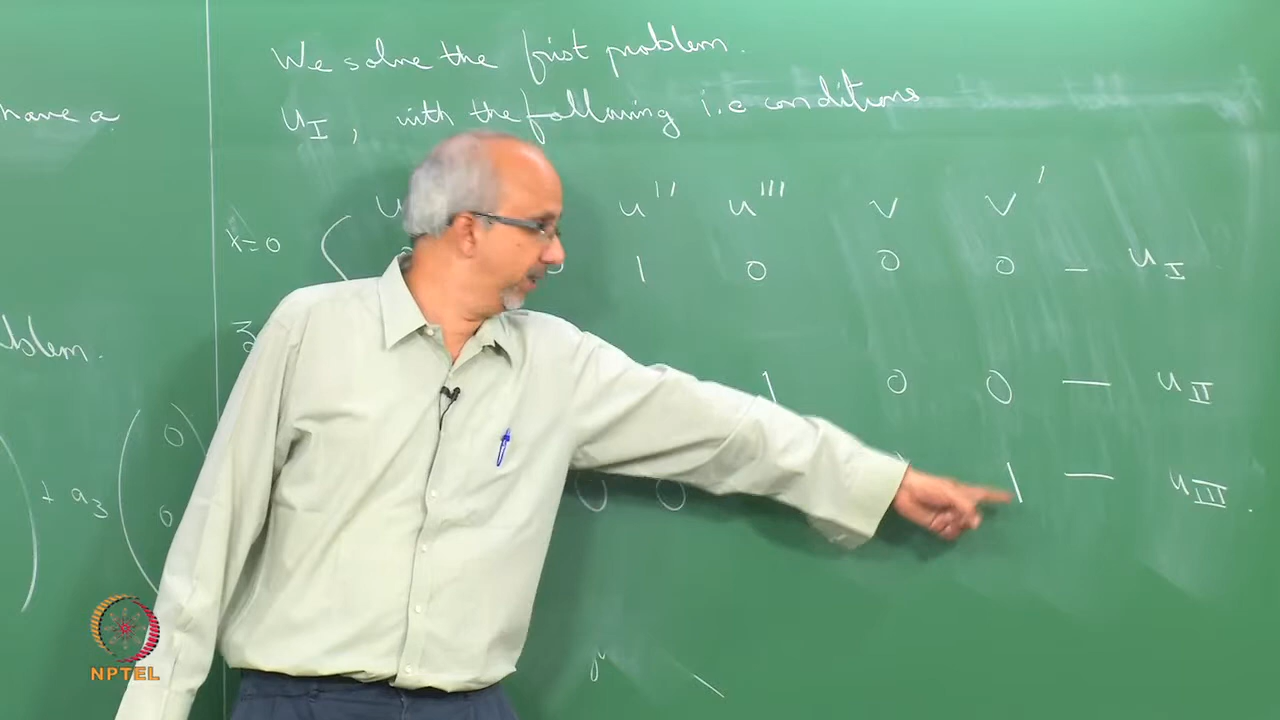 We solve the first problem.
have a
u_I , with the following i.e conditions
u u'' u''' v v'
x=0 1 0 0 0 — u_I
blem.
1 0 0 — u_II
0 + a_3 0 0 0 1 — u_III .
NPTEL